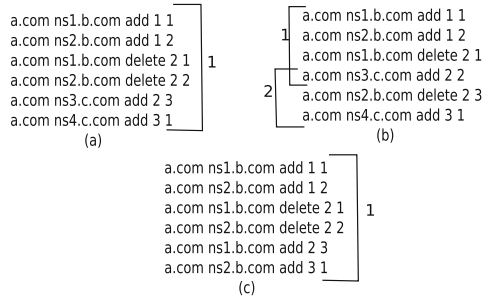 a.com ns1.b.com add 1 1
a.com ns2.b.com add 1 2
a.com ns1.b.com delete 2 1
a.com ns2.b.com delete 2 2
a.com ns3.c.com add 2 3
a.com ns4.c.com add 3 1
1
(a)
a.com ns1.b.com add 1 1
a.com ns2.b.com add 1 2
a.com ns1.b.com delete 2 1
a.com ns3.c.com add 2 2
a.com ns2.b.com delete 2 3
a.com ns4.c.com add 3 1
1
2
(b)
a.com ns1.b.com add 1 1
a.com ns2.b.com add 1 2
a.com ns1.b.com delete 2 1
a.com ns2.b.com delete 2 2
a.com ns2.b.com add 2 3
a.com ns2.b.com add 3 1
1
(c)